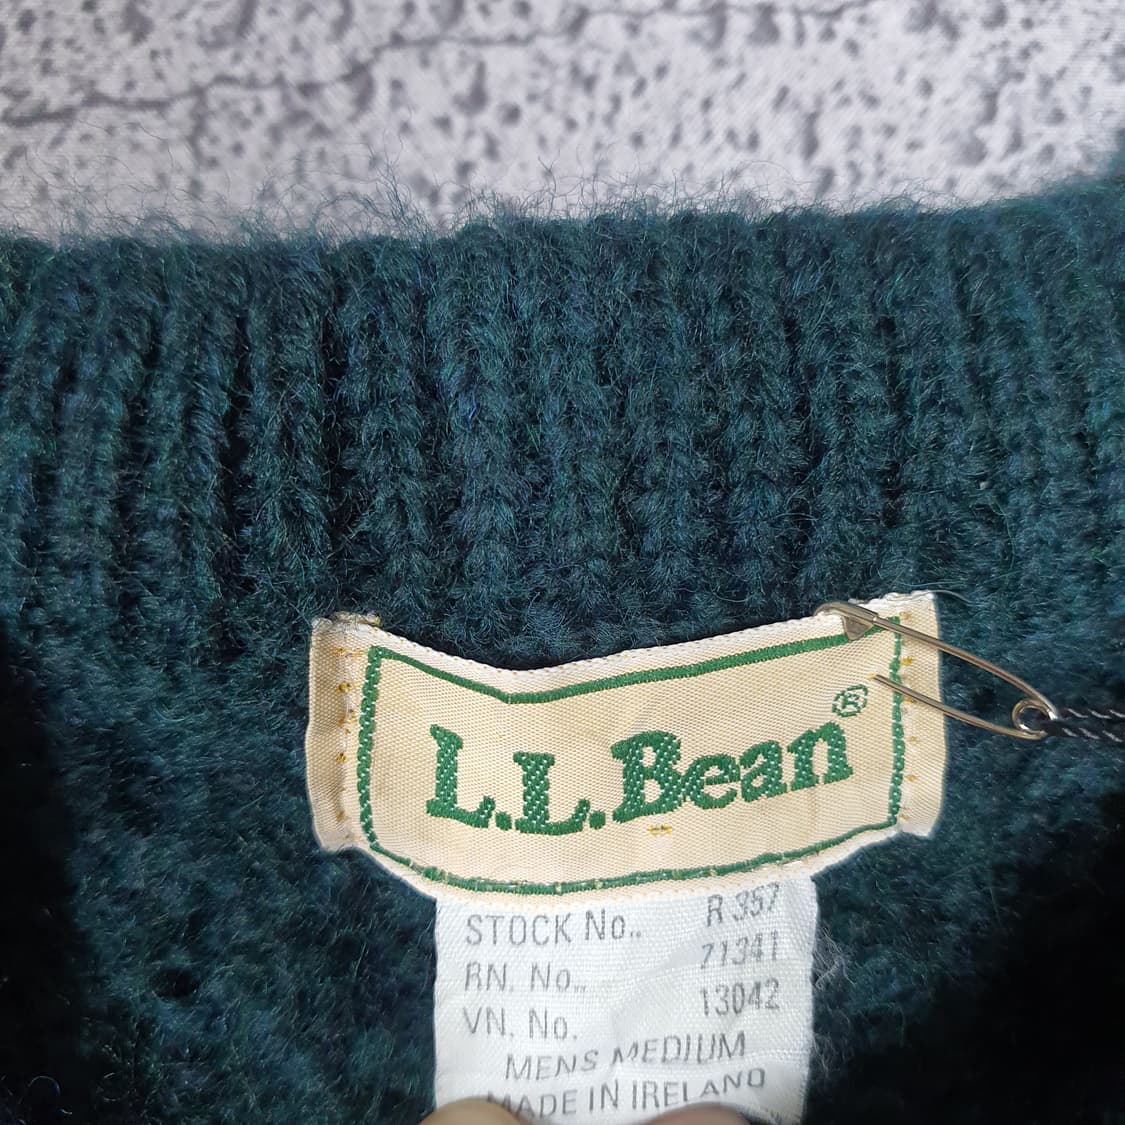 L.L.Bean®
STOCK No.. R 357
RN. No.. 71341
VN. No. 13042
MENS MEDIUM
MADE IN IRELAND